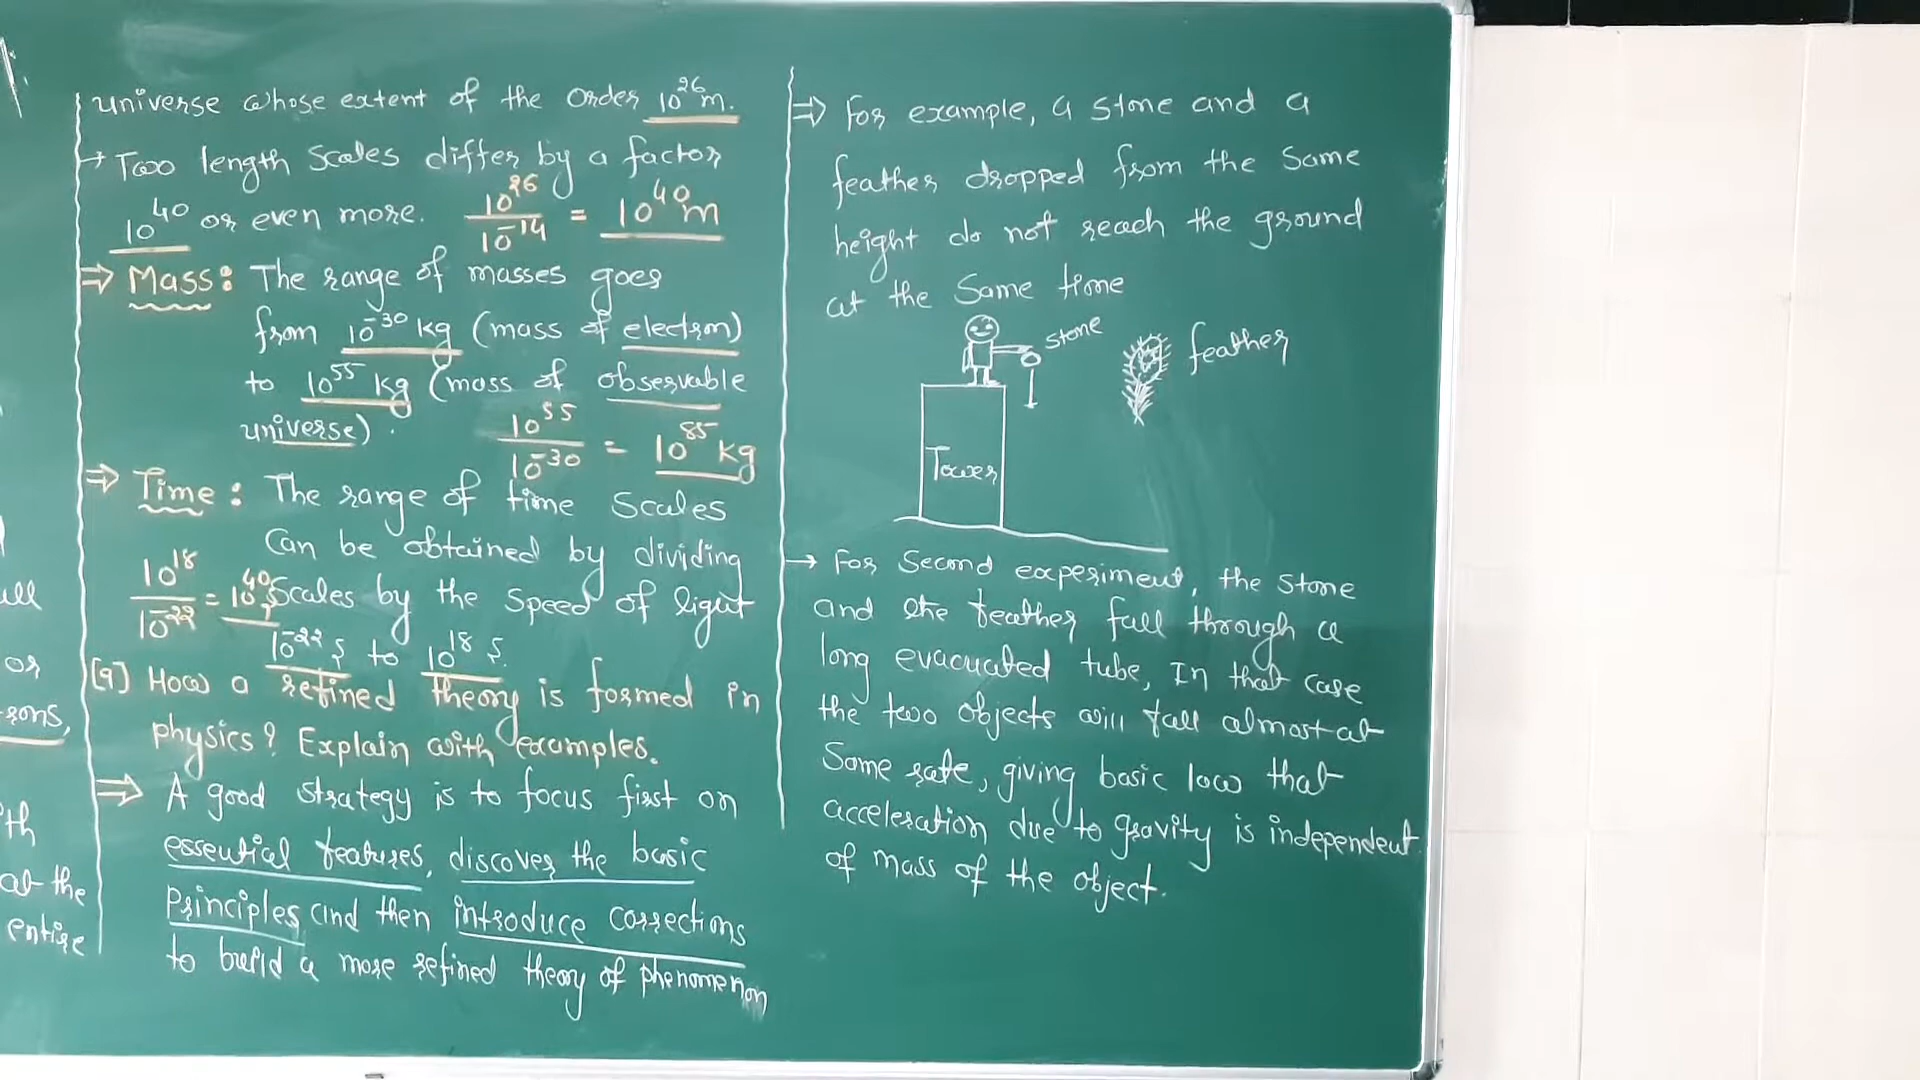 ull
or
rons,
th
at the
entire
universe whose extent of the order 10²⁶m.
→ Two length scales differ by a factor
10⁴⁰ or even more. 10²⁶/10⁻¹⁴ = 10⁴⁰m
⇒ Mass: The range of masses goes
from 10⁻³⁰ kg (mass of electron)
to 10⁵⁵ kg (mass of observable
universe). 10⁵⁵/10⁻³⁰ = 10⁸⁵ kg
⇒ Time: The range of time scales
can be obtained by dividing
10¹⁸/10⁻²² = 10⁴⁰s scales by the speed of light
10⁻²² s to 10¹⁸ s.
[9] How a refined theory is formed in
physics? Explain with examples.
⇒ A good strategy is to focus first on
essential features, discover the basic
principles and then introduce corrections
to build a more refined theory of phenomenon
⇒ For example, a stone and a
feather dropped from the same
height do not reach the ground
at the same time
stone
feather
Tower
→ For second experiment, the stone
and the feather fall through a
long evacuated tube, In that case
the two objects will fall almost at
same rate, giving basic law that
acceleration due to gravity is independent
of mass of the object.